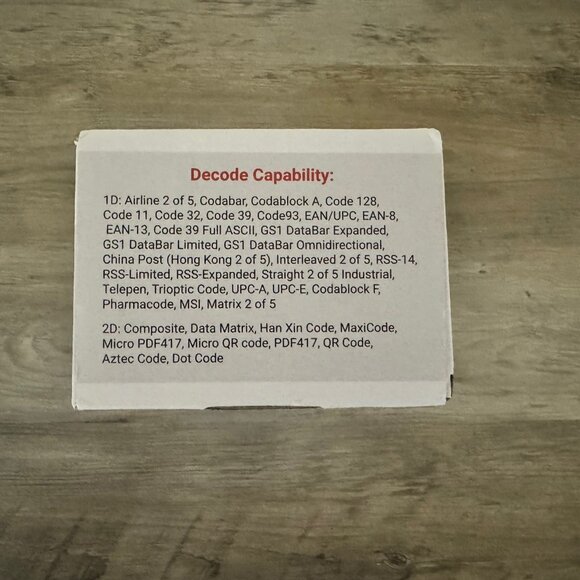 Decode Capability:
1D: Airline 2 of 5, Codabar, Codablock A, Code 128,
Code 11, Code 32, Code 39, Code93, EAN/UPC, EAN-8,
EAN-13, Code 39 Full ASCII, GS1 DataBar Expanded,
GS1 DataBar Limited, GS1 DataBar Omnidirectional,
China Post (Hong Kong 2 of 5), Interleaved 2 of 5, RSS-14,
RSS-Limited, RSS-Expanded, Straight 2 of 5 Industrial,
Telepen, Trioptic Code, UPC-A, UPC-E, Codablock F,
Pharmacode, MSI, Matrix 2 of 5
2D: Composite, Data Matrix, Han Xin Code, MaxiCode,
Micro PDF417, Micro QR code, PDF417, QR Code,
Aztec Code, Dot Code